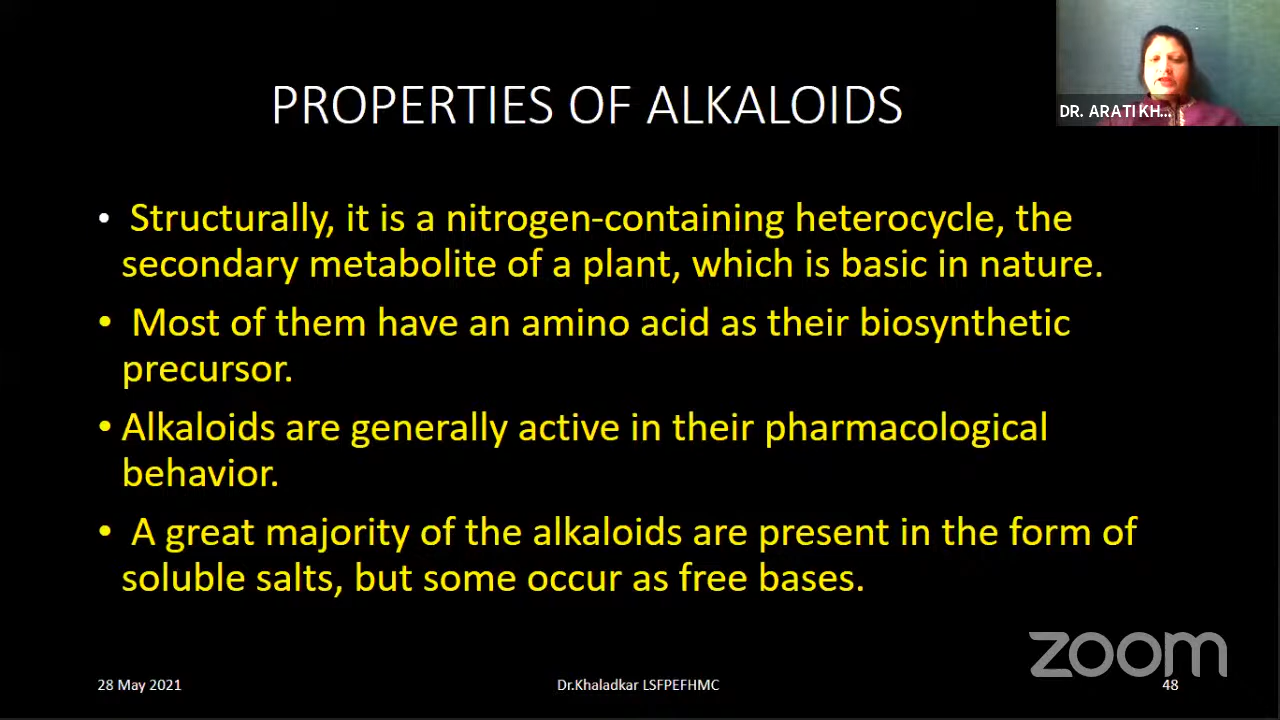 DR. ARATI KH...
PROPERTIES OF ALKALOIDS
• Structurally, it is a nitrogen-containing heterocycle, the
secondary metabolite of a plant, which is basic in nature.
• Most of them have an amino acid as their biosynthetic
precursor.
• Alkaloids are generally active in their pharmacological
behavior.
• A great majority of the alkaloids are present in the form of
soluble salts, but some occur as free bases.
zoom
28 May 2021
Dr.Khaladkar LSFPEFHMC
48